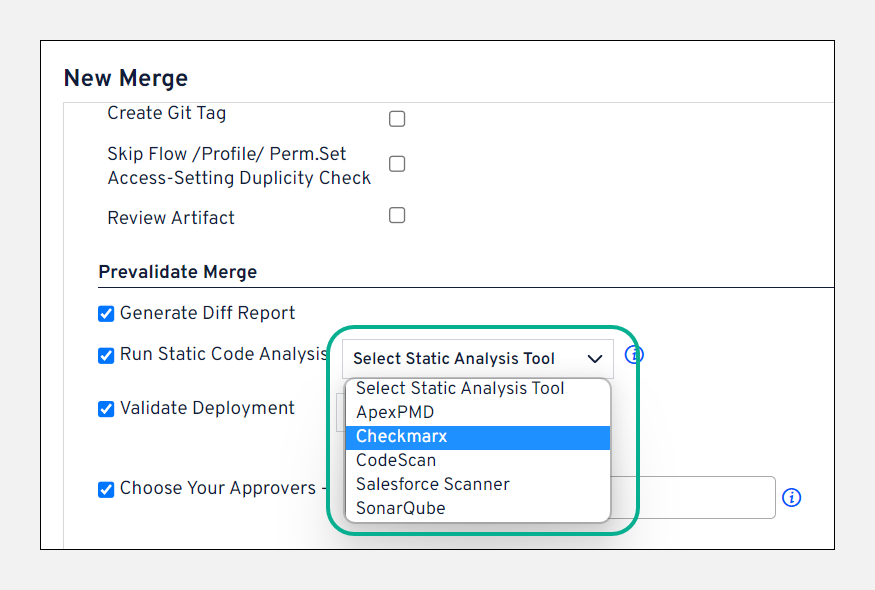 New Merge
Create Git Tag
Skip Flow /Profile/ Perm.Set
Access-Setting Duplicity Check
Review Artifact
Prevalidate Merge
Generate Diff Report
Run Static Code Analysis
Select Static Analysis Tool
Select Static Analysis Tool
ApexPMD
Validate Deployment
Checkmarx
CodeScan
Salesforce Scanner
Choose Your Approvers -
SonarQube